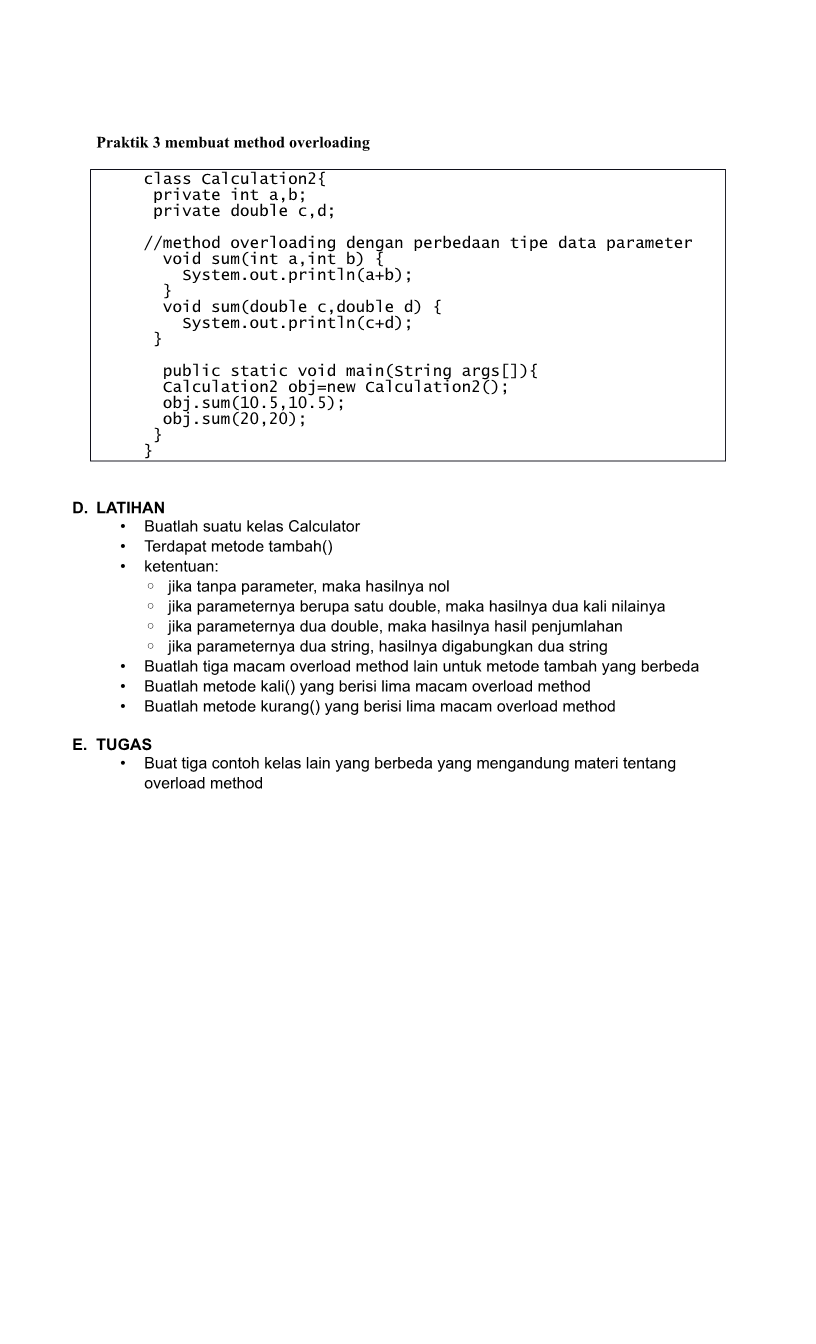 Praktik 3 membuat method overloading
class Calculation2{
private int a,b;
private double c,d;
//method overloading dengan perbedaan tipe data parameter
void sum(int a,int b) {
System.out.println(a+b);
}
void sum(double c,double d) {
System.out.println(c+d);
}
public static void main(String args[]){
Calculation2 obj=new Calculation2();
obj.sum(10.5,10.5);
obj.sum(20,20);
}
}
D. LATIHAN
• Buatlah suatu kelas Calculator
• Terdapat metode tambah()
• ketentuan:
◦ jika tanpa parameter, maka hasilnya nol
◦ jika parameternya berupa satu double, maka hasilnya dua kali nilainya
◦ jika parameternya dua double, maka hasilnya hasil penjumlahan
◦ jika parameternya dua string, hasilnya digabungkan dua string
• Buatlah tiga macam overload method lain untuk metode tambah yang berbeda
• Buatlah metode kali() yang berisi lima macam overload method
• Buatlah metode kurang() yang berisi lima macam overload method
E. TUGAS
• Buat tiga contoh kelas lain yang berbeda yang mengandung materi tentang
overload method